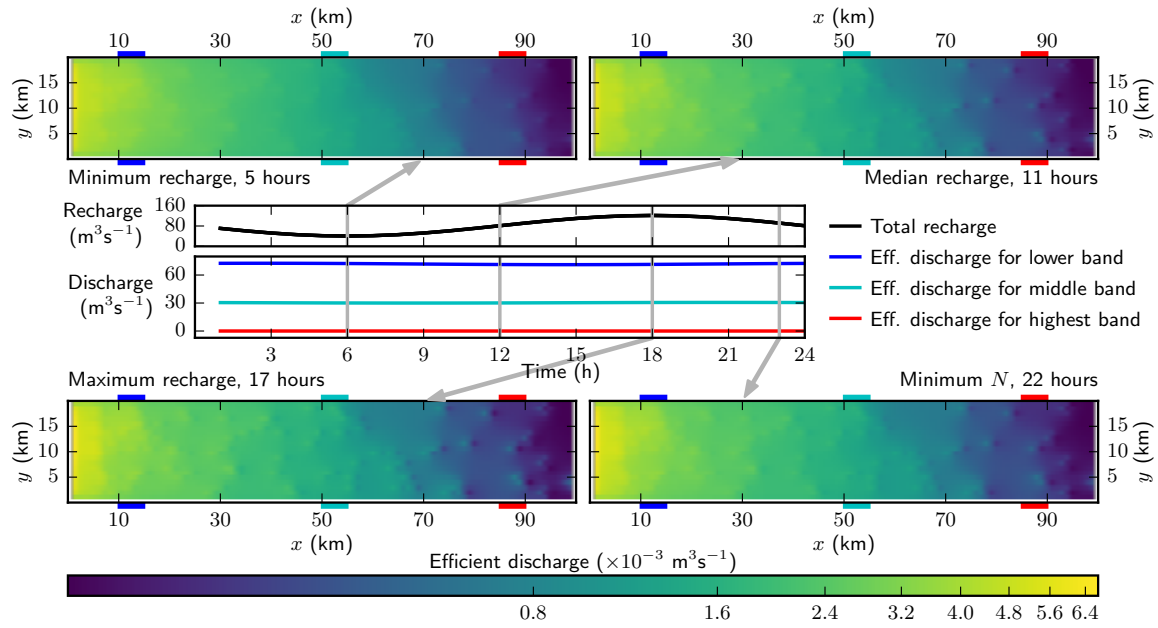 x (km) x (km)
10 30 50 70 90 10 30 50 70 90
y (km) 15 10 5 15 10 5 y (km)
Minimum recharge, 5 hours Median recharge, 11 hours
Recharge (m³s⁻¹) 160 80 0
Discharge (m³s⁻¹) 60 30 0
Total recharge
Eff. discharge for lower band
Eff. discharge for middle band
Eff. discharge for highest band
3 6 9 12 15 18 21 24
Time (h)
Maximum recharge, 17 hours Minimum N, 22 hours
y (km) 15 10 5 15 10 5 y (km)
10 30 50 70 90 10 30 50 70 90
x (km) x (km)
Efficient discharge (×10⁻³ m³s⁻¹)
0.8 1.6 2.4 3.2 4.0 4.8 5.6 6.4